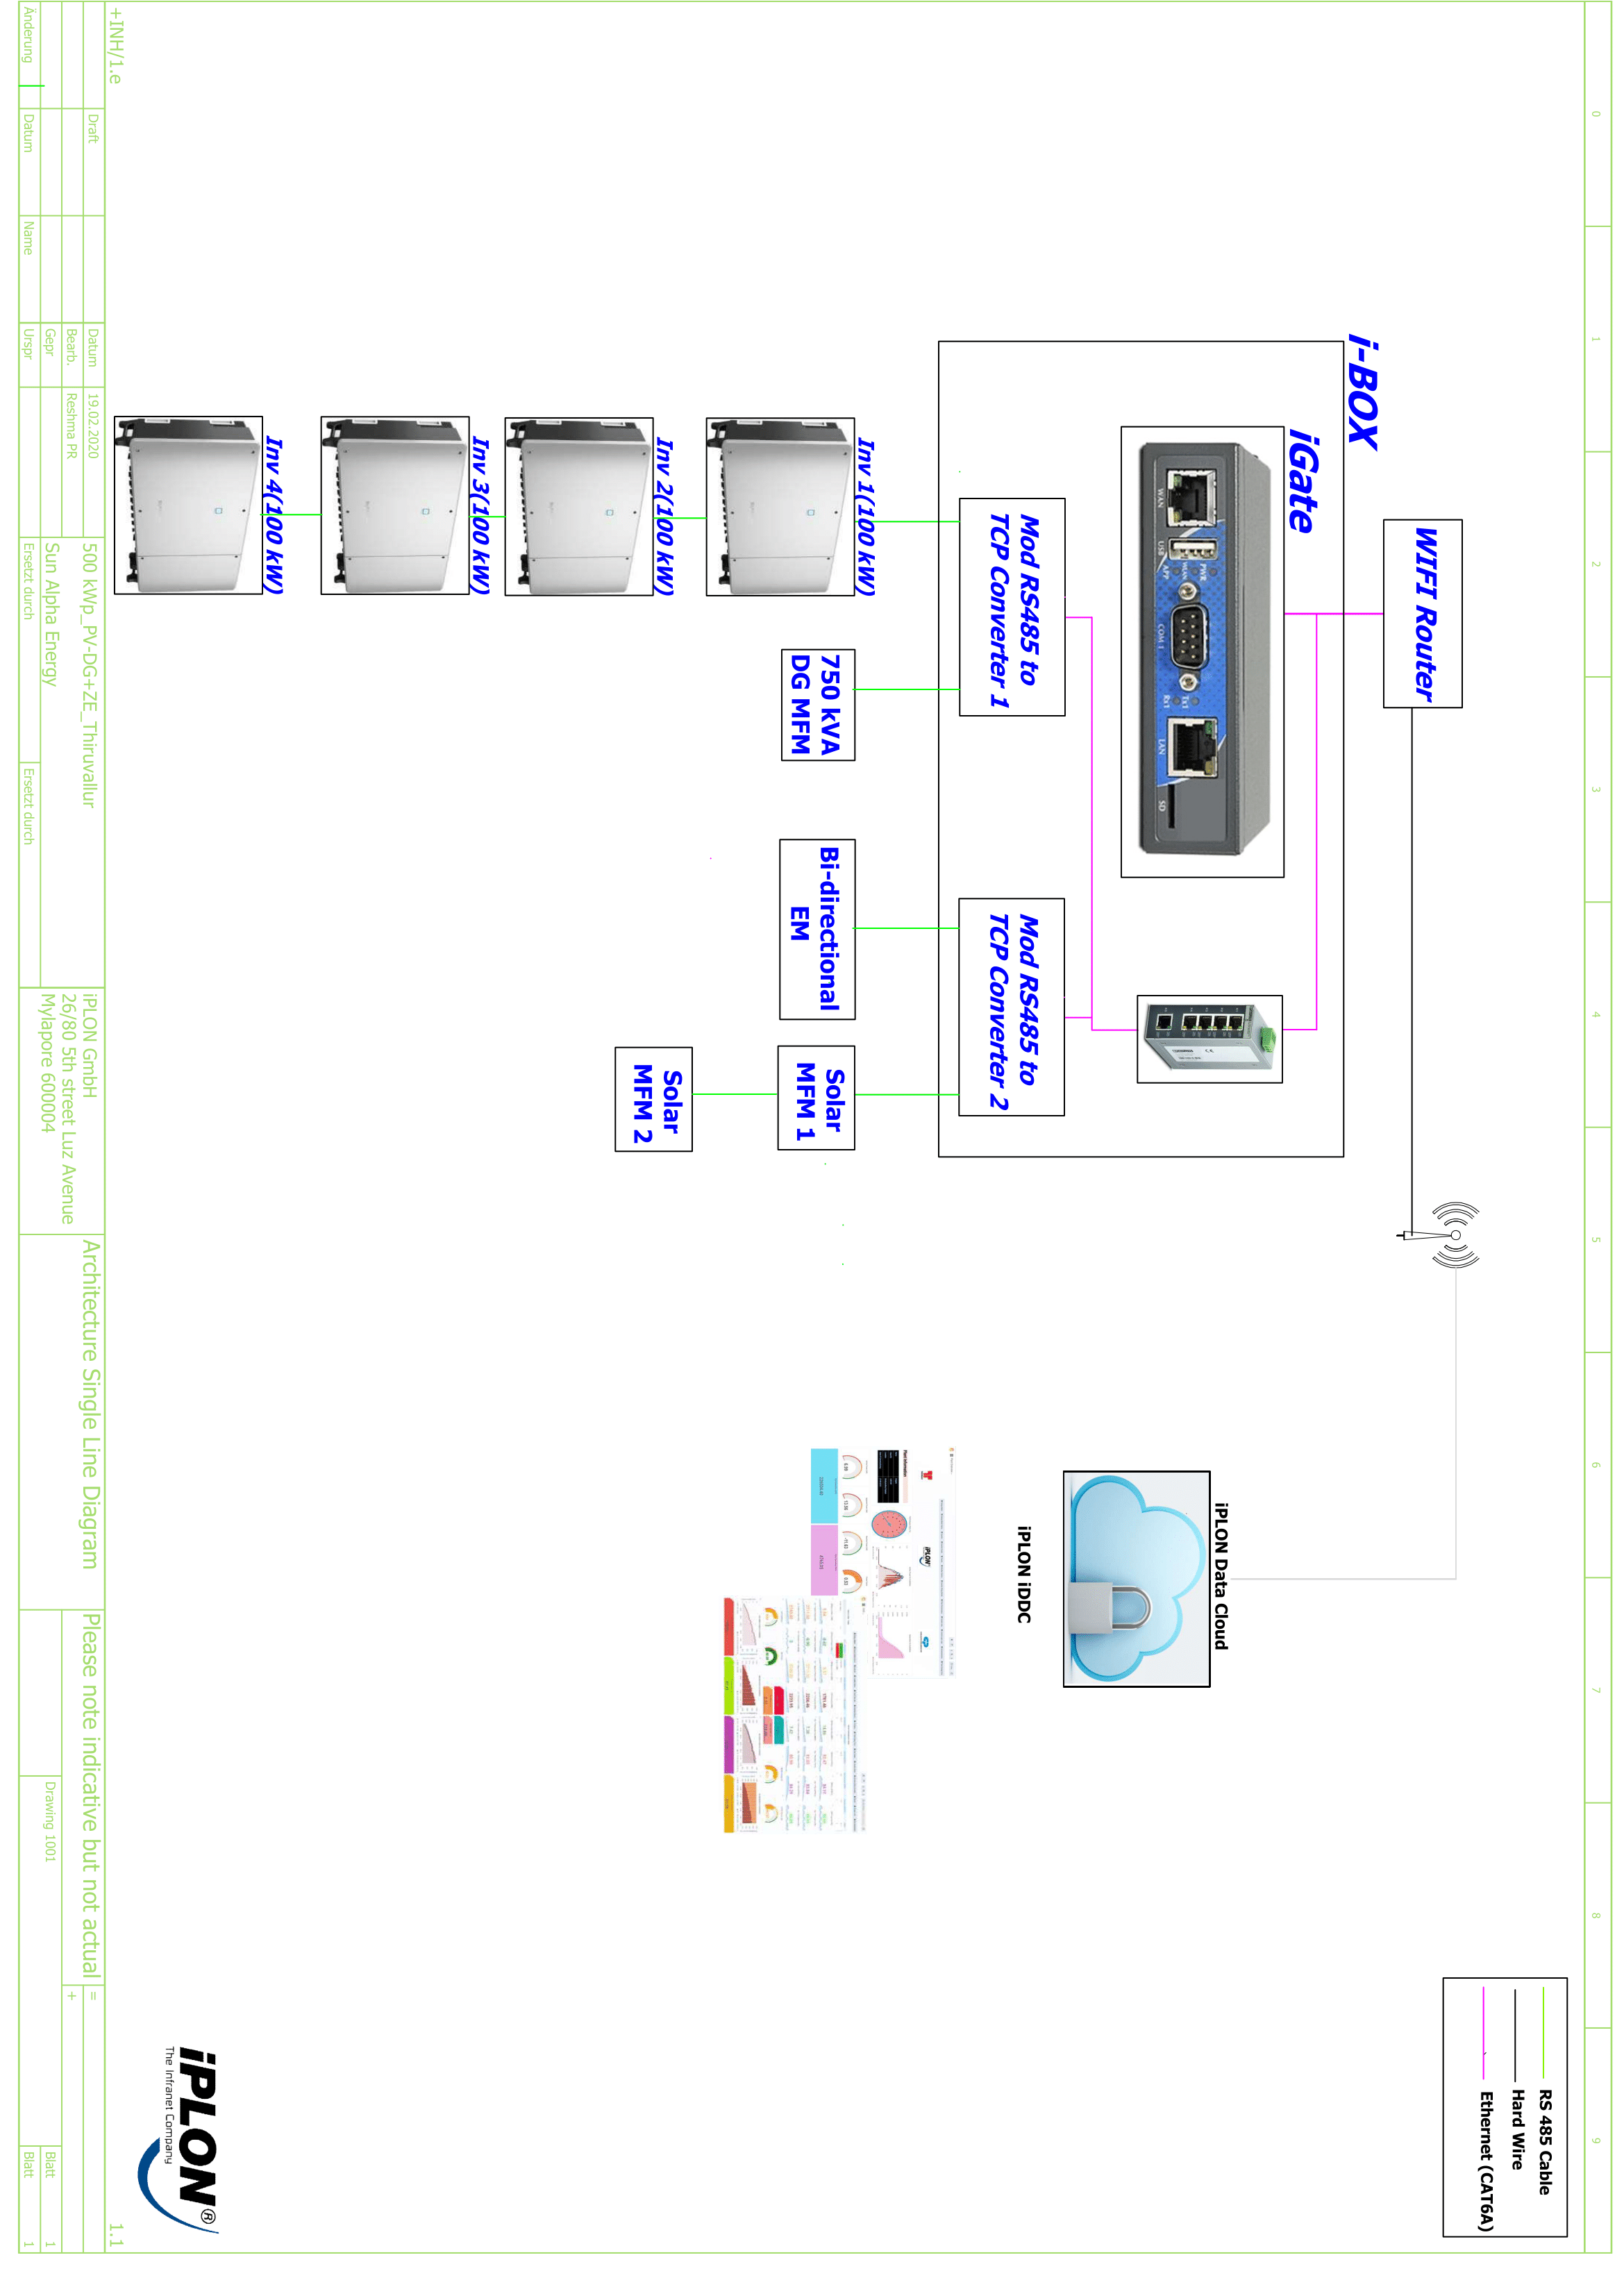 0
1
2
3
4
5
6
7
8
9
RS 485 Cable
Hard Wire
Ethernet (CAT6A)
WIFI Router
i-BOX
iGate
WAN
USB
PWR
WLAN
APP
COM 1
Tx1
Rx1
LAN
SD
iPLON Data Cloud
iPLON iDDC
Mod RS485 to
TCP Converter 1
Mod RS485 to
TCP Converter 2
Inv 1(100 kW)
750 kVA
DG MFM
Bi-directional
EM
Solar
MFM 1
Inv 2(100 kW)
Solar
MFM 2
Inv 3(100 kW)
Inv 4(100 kW)
iPLON®
The Infranet Company
+INH/1.e
1.1
Draft
Datum
19.02.2020
500 kWp_PV-DG+ZE_Thiruvallur
iPLON GmbH
Architecture Single Line Diagram
Please note indicative but not actual
=
Bearb.
Reshma PR
26/80 5th street Luz Avenue
+
Gepr
Sun Alpha Energy
Mylapore 600004
Drawing 1001
Blatt
1
Änderung
Datum
Name
Urspr
Ersetzt durch
Ersetzt durch
Blatt
1